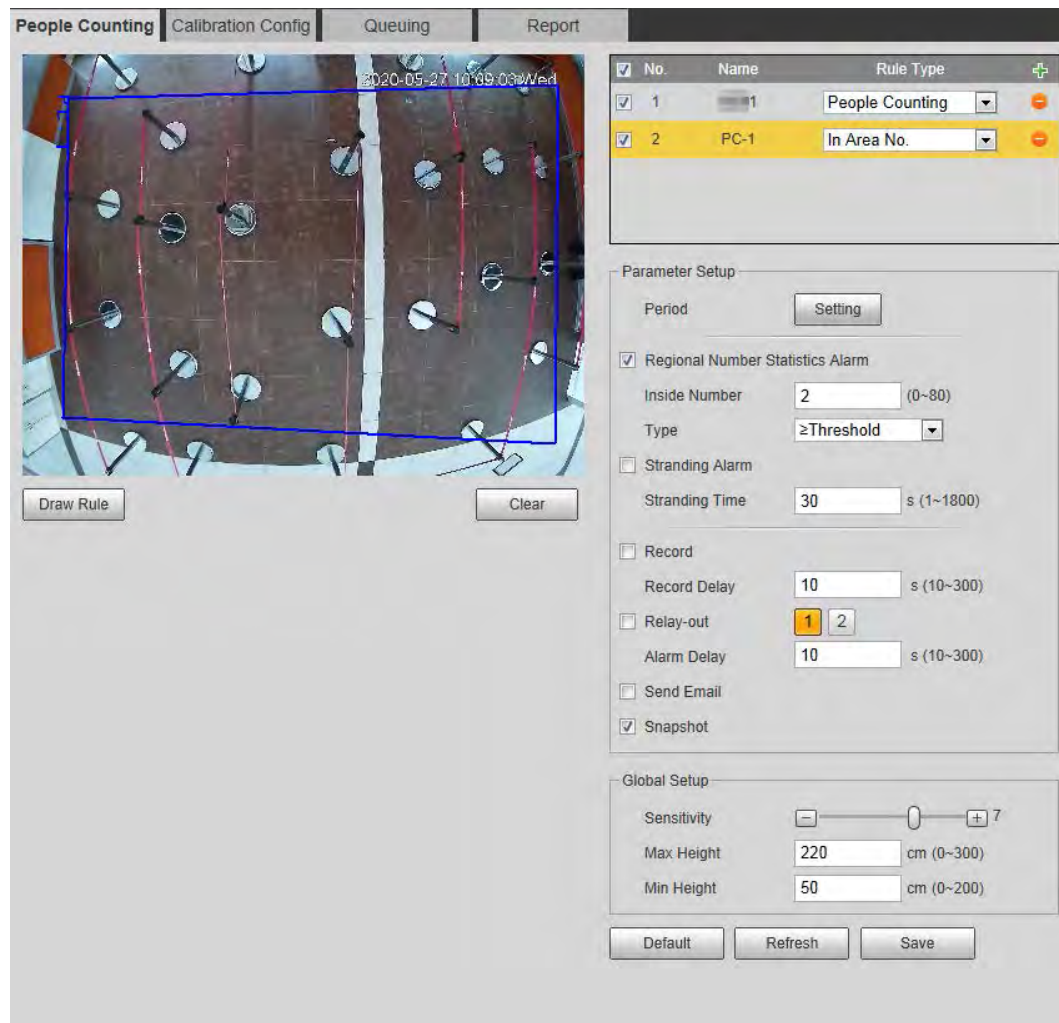 People Counting Calibration Config Queuing Report
2020-05-27 10:09:03 Wed
No. Name Rule Type
1 1 People Counting
2 PC-1 In Area No.
Parameter Setup
Period Setting
Regional Number Statistics Alarm
Inside Number 2 (0~80)
Type ≥Threshold
Stranding Alarm
Stranding Time 30 s (1~1800)
Record
Record Delay 10 s (10~300)
Relay-out 1 2
Alarm Delay 10 s (10~300)
Send Email
Snapshot
Draw Rule Clear
Global Setup
Sensitivity 7
Max Height 220 cm (0~300)
Min Height 50 cm (0~200)
Default Refresh Save